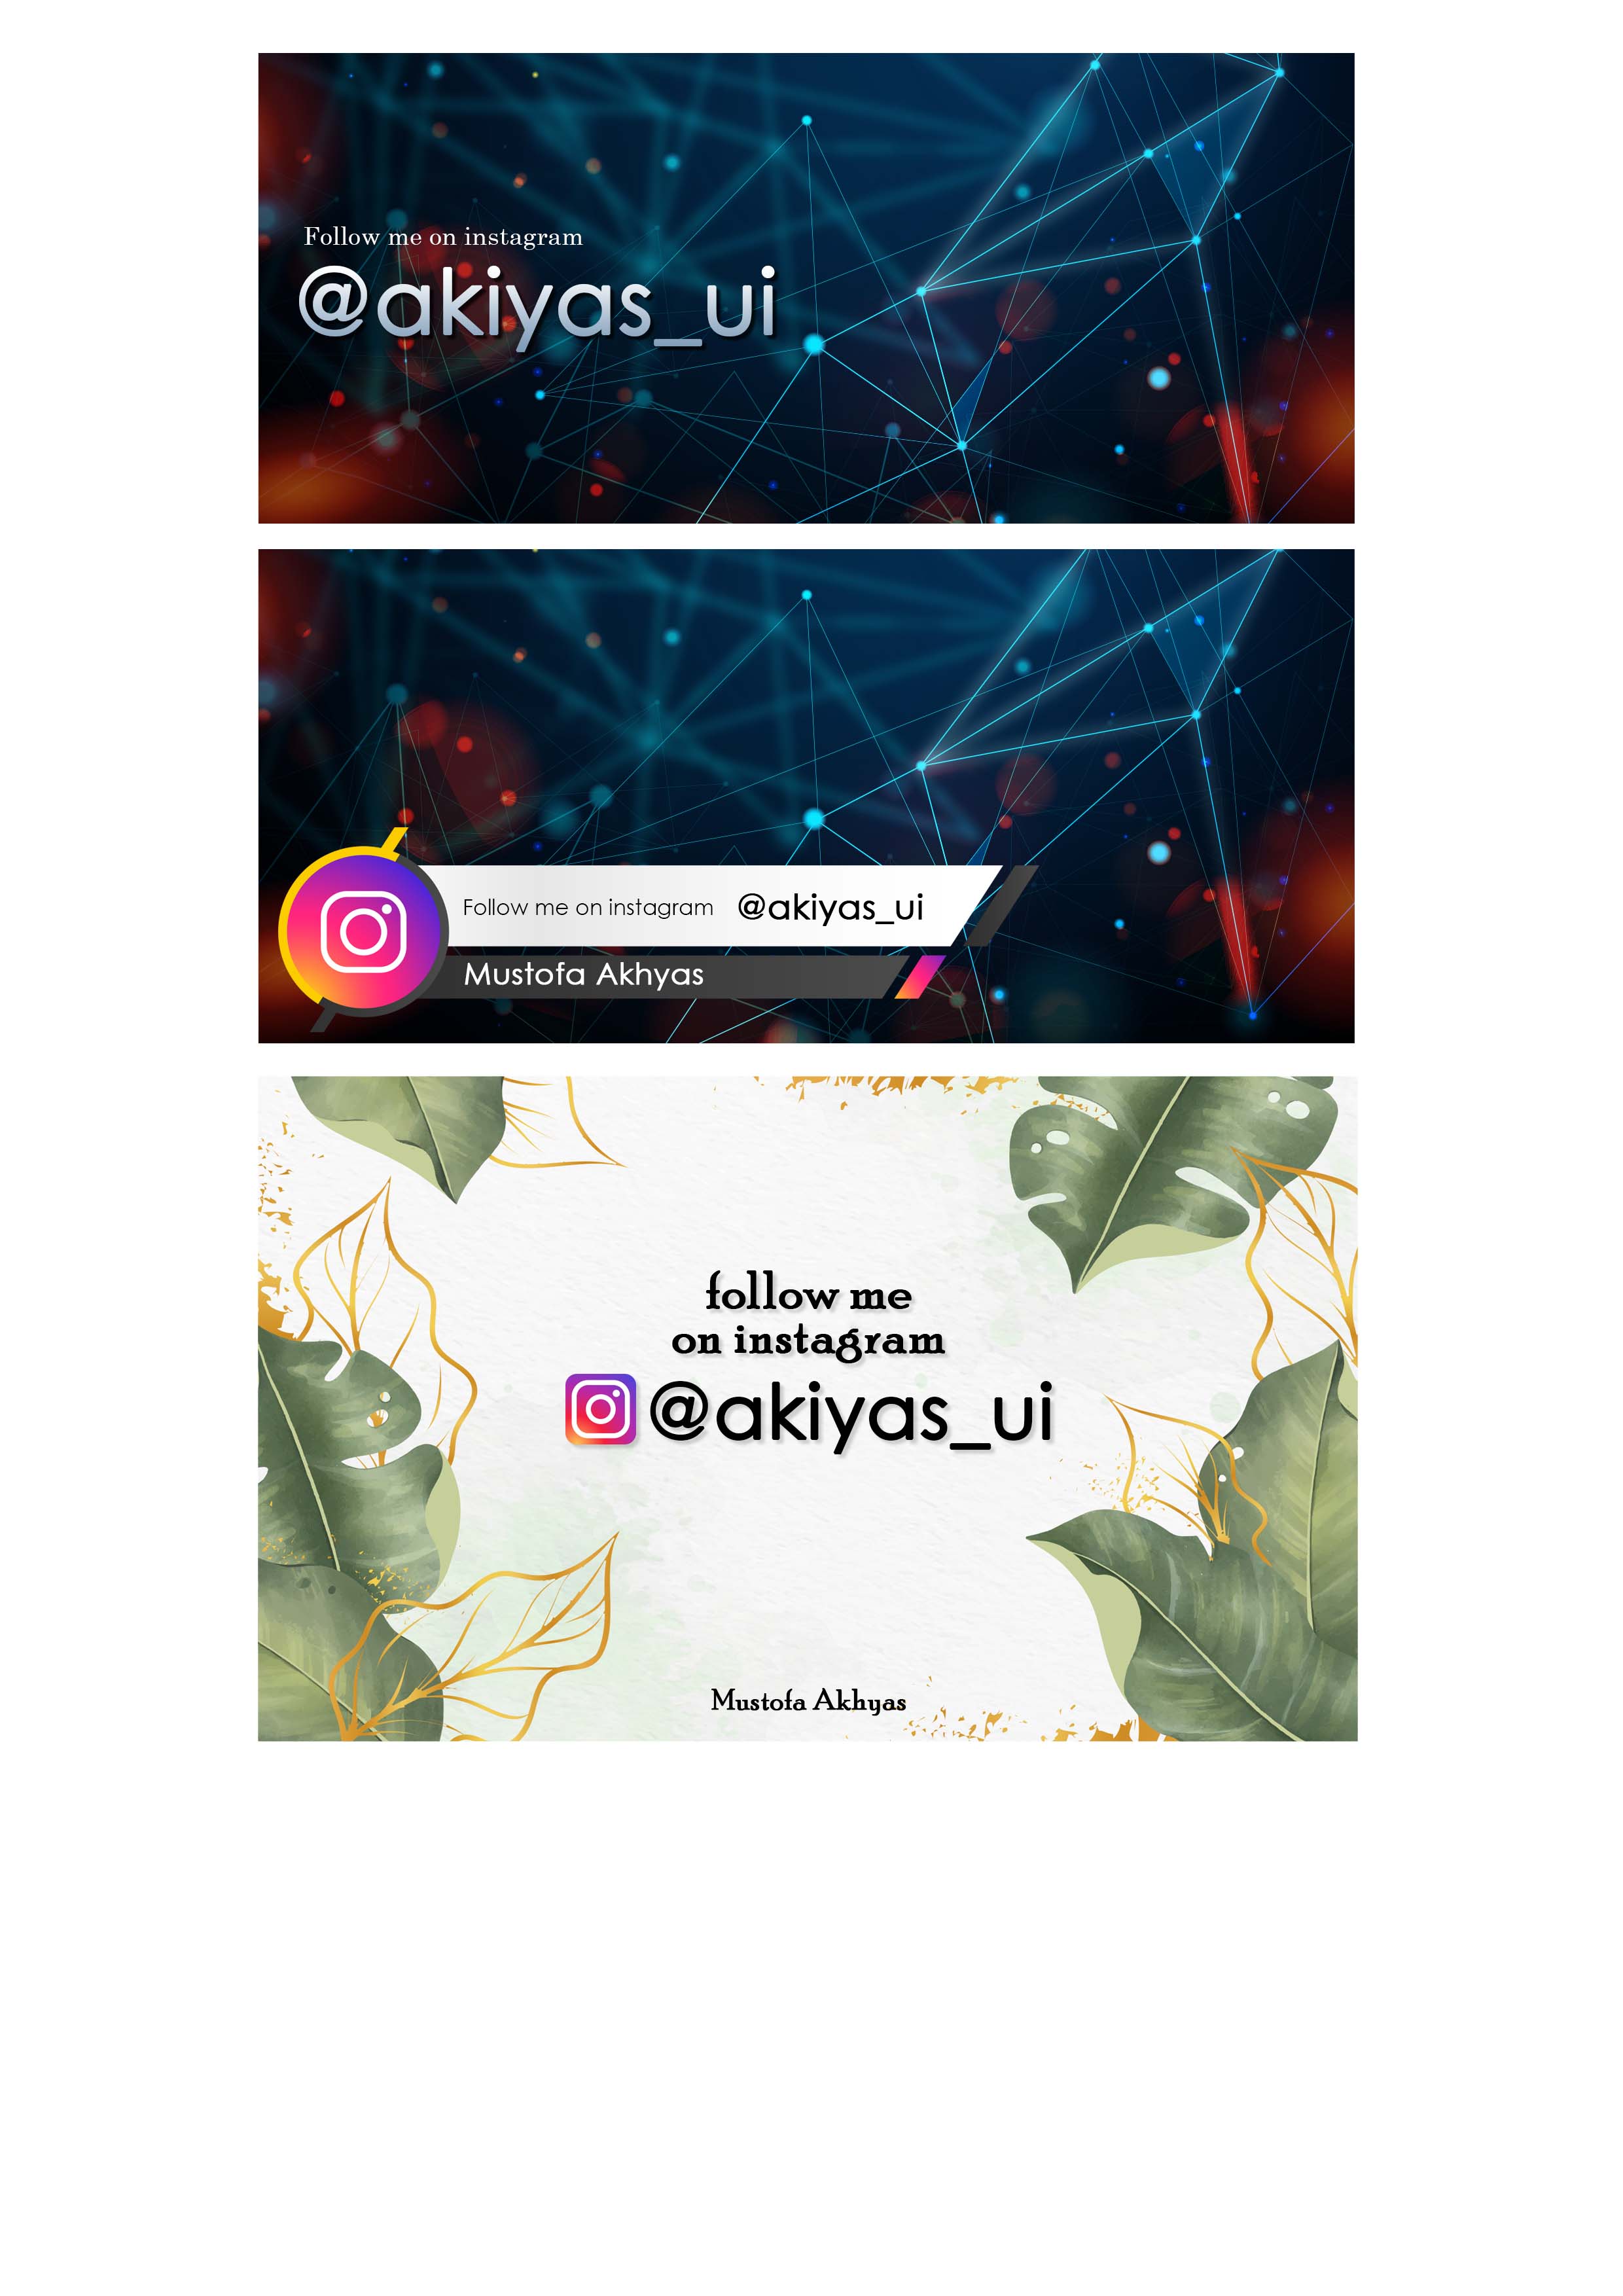 Follow me on instagram
@akiyas_ui
Follow me on instagram @akiyas_ui
Mustofa Akhyas
follow me
on instagram
@akiyas_ui
Mustofa Akhyas